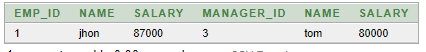 EMP_ID NAME SALARY MANAGER_ID NAME SALARY
1 jhon 87000 3 tom 80000